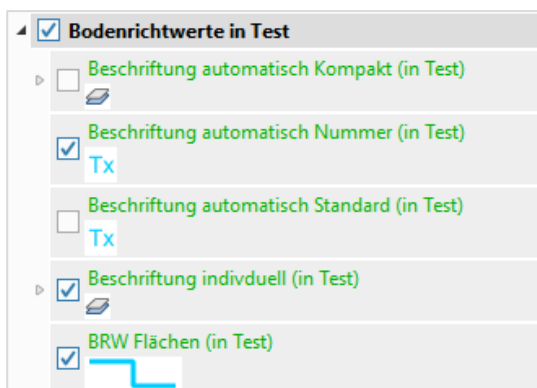 Bodenrichtwerte in Test
Beschriftung automatisch Kompakt (in Test)
Beschriftung automatisch Nummer (in Test)
Tx
Beschriftung automatisch Standard (in Test)
Tx
Beschriftung indivduell (in Test)
BRW Flächen (in Test)